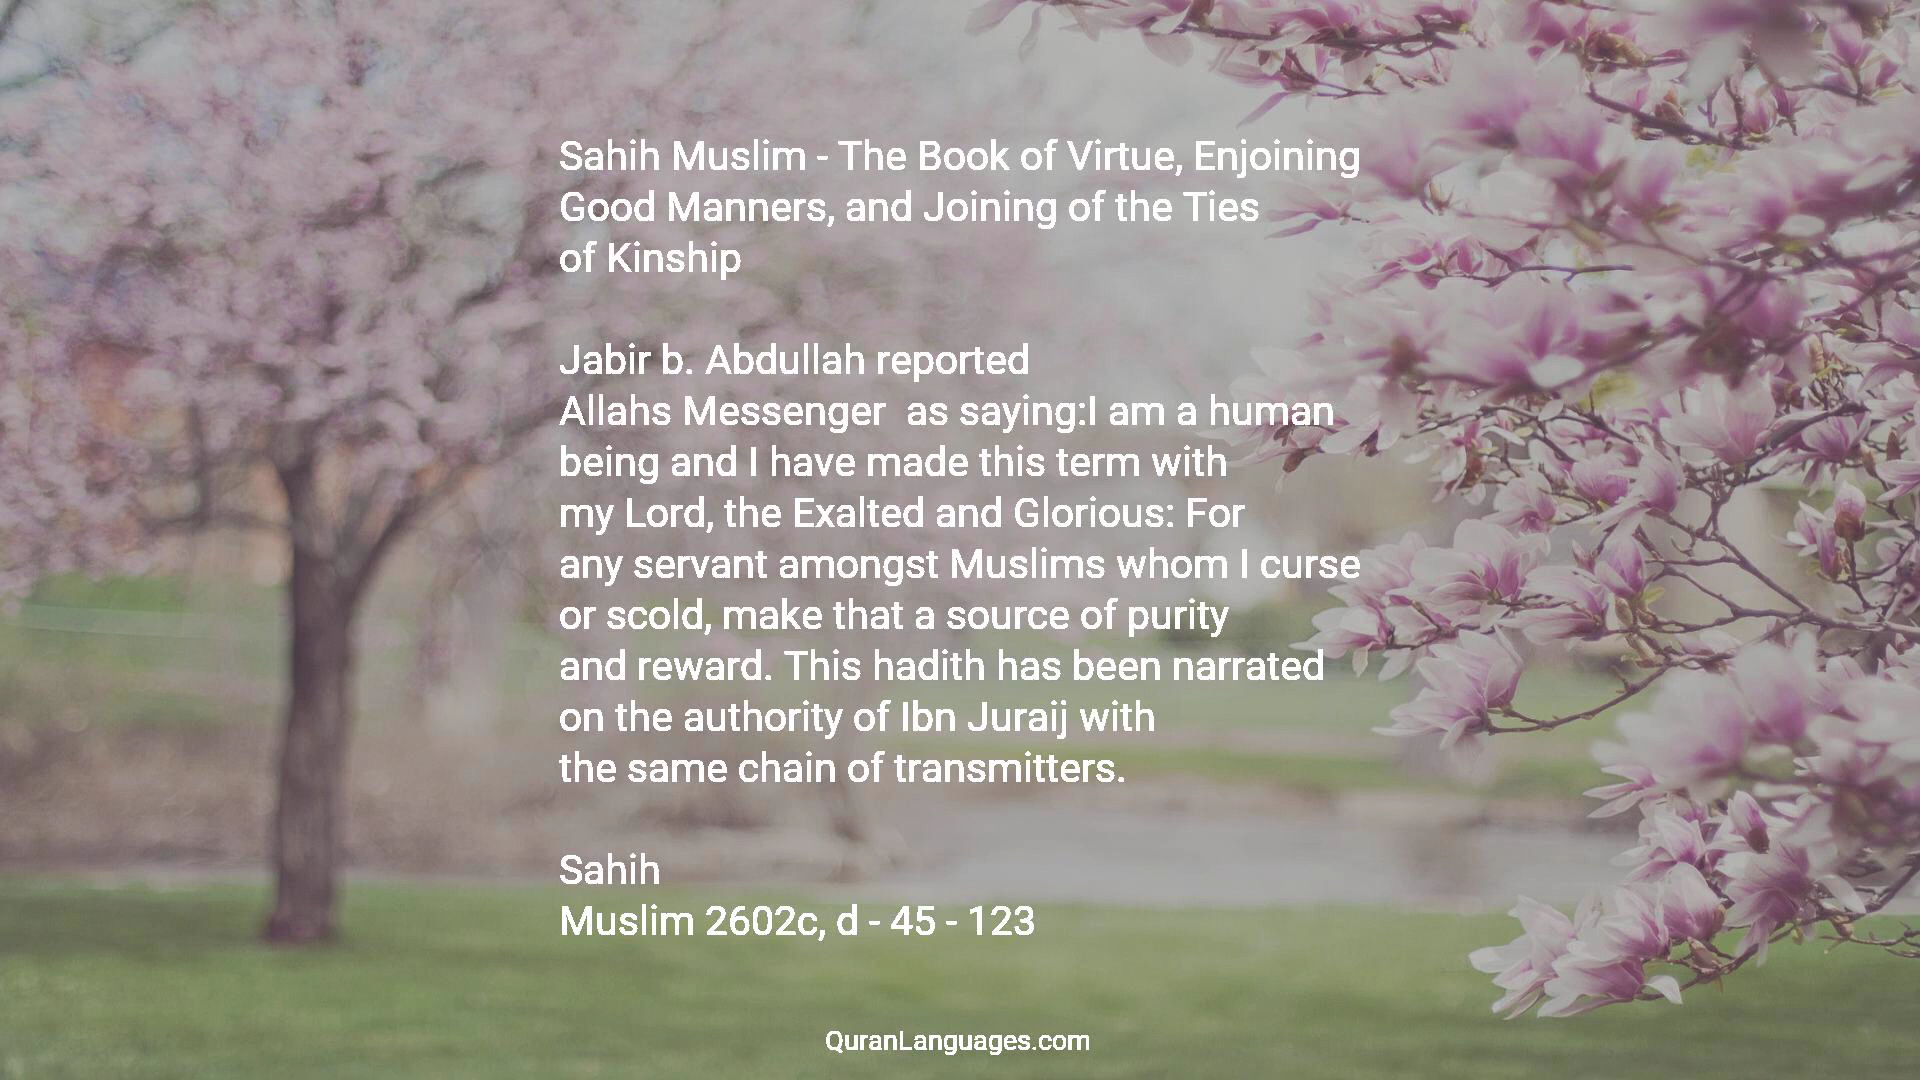 Sahih Muslim - The Book of Virtue, Enjoining
Good Manners, and Joining of the Ties
of Kinship
Jabir b. Abdullah reported
Allahs Messenger  as saying:I am a human
being and I have made this term with
my Lord, the Exalted and Glorious: For
any servant amongst Muslims whom I curse
or scold, make that a source of purity
and reward. This hadith has been narrated
on the authority of Ibn Juraij with
the same chain of transmitters.
Sahih
Muslim 2602c, d - 45 - 123
QuranLanguages.com